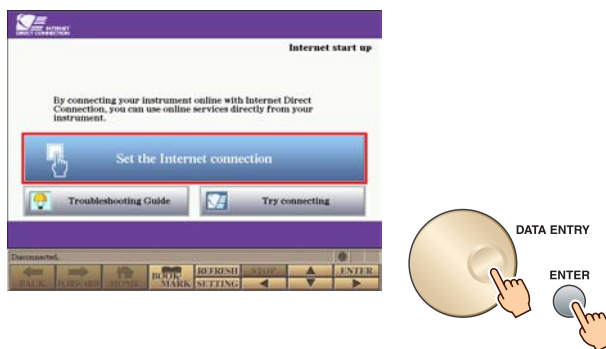 INTERNET
DIRECT CONNECTION
Internet start up
By connecting your instrument online with Internet Direct
Connection, you can use online services directly from your
instrument.
Set the Internet connection
Troubleshooting Guide
Try connecting
Disconnected.
BACK FORWARD HOME BOOK MARK REFRESH STOP ENTER
SETTING
DATA ENTRY
ENTER